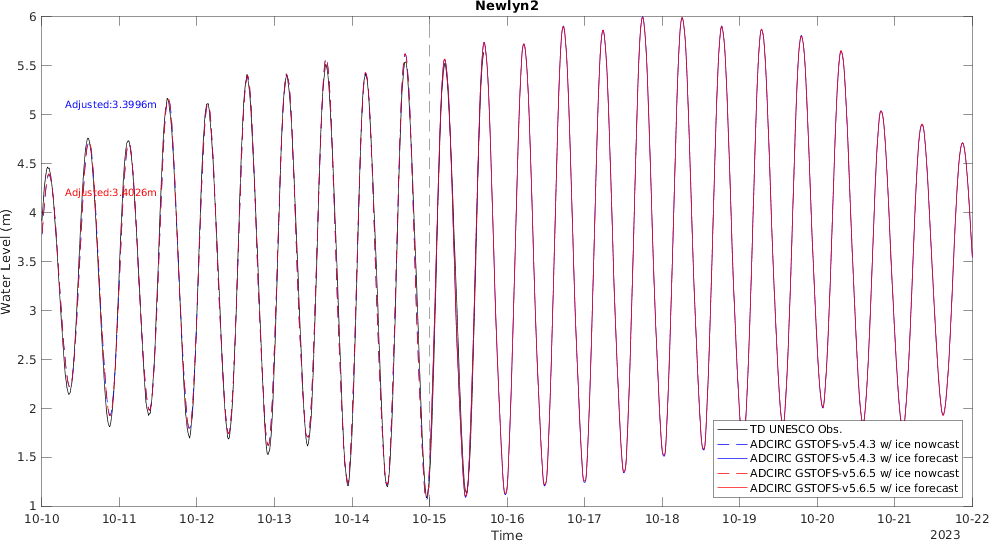 Newlyn2
6
5.5
5
4.5
4
3.5
3
2.5
2
1.5
1
Water Level (m)
Adjusted:3.3996m
Adjusted:3.4026m
TD UNESCO Obs.
ADCIRC GSTOFS-v5.4.3 w/ ice nowcast
ADCIRC GSTOFS-v5.4.3 w/ ice forecast
ADCIRC GSTOFS-v5.6.5 w/ ice nowcast
ADCIRC GSTOFS-v5.6.5 w/ ice forecast
10-10 10-11 10-12 10-13 10-14 10-15 10-16 10-17 10-18 10-19 10-20 10-21 10-22
Time
2023